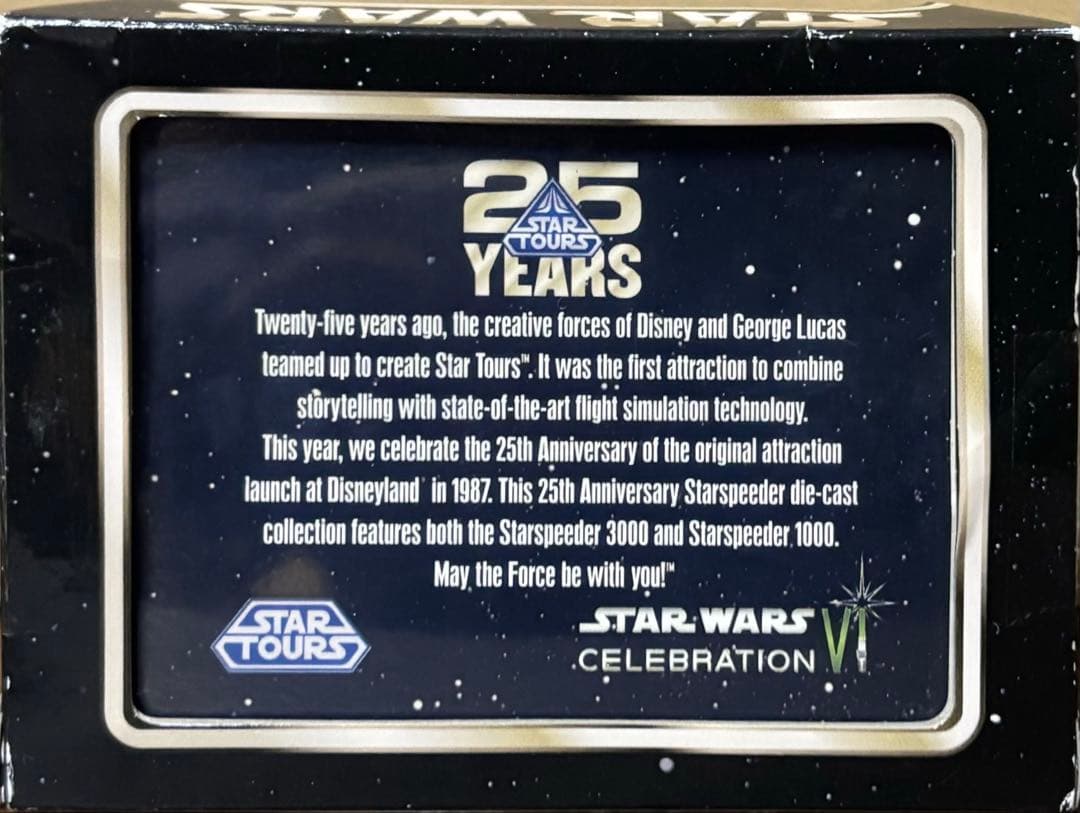 STAR WARS
25
STAR
TOURS
YEARS
Twenty-five years ago, the creative forces of Disney and George Lucas
teamed up to create Star Tours™. It was the first attraction to combine
storytelling with state-of-the-art flight simulation technology.
This year, we celebrate the 25th Anniversary of the original attraction
launch at Disneyland® in 1987. This 25th Anniversary Starspeeder die-cast
collection features both the Starspeeder 3000 and Starspeeder 1000.
May the Force be with you!™
STAR
TOURS
STAR WARS
CELEBRATION VI